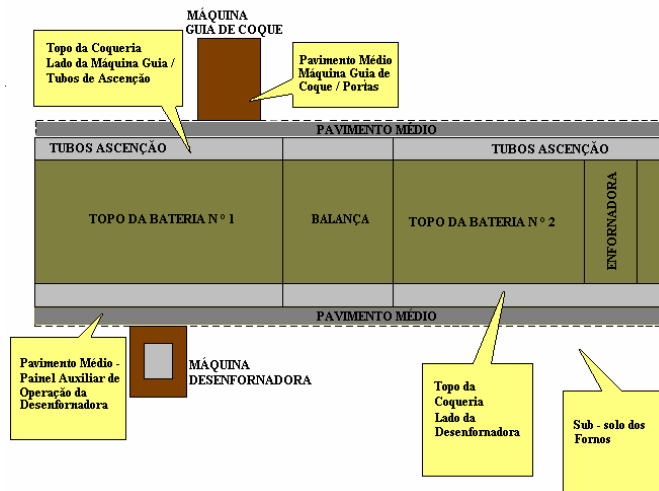 MÁQUINA
GUIA DE COQUE
Topo da Coqueria
Lado da Máquina Guia /
Tubos de Ascenção
Pavimento Médio
Máquina Guia de
Coque / Portas
PAVIMENTO MÉDIO
TUBOS ASCENÇÃO
TUBOS ASCENÇÃO
TOPO DA BATERIA N º 1
BALANÇA
TOPO DA BATERIA N º 2
ENFORNADORA
PAVIMENTO MÉDIO
Pavimento Médio -
Painel Auxiliar de
Operação da
Desenfornadora
MÁQUINA
DESENFORNADORA
Topo da
Coqueria
Lado da
Desenfornadora
Sub - solo dos
Fornos